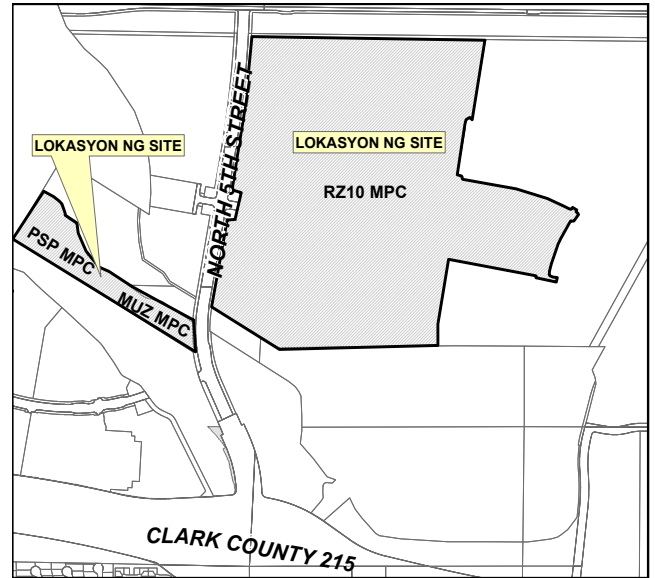 LOKASYON NG SITE
LOKASYON NG SITE
NORTH 5TH STREET
RZ10 MPC
PSP MPC
MUZ MPC
CLARK COUNTY 215